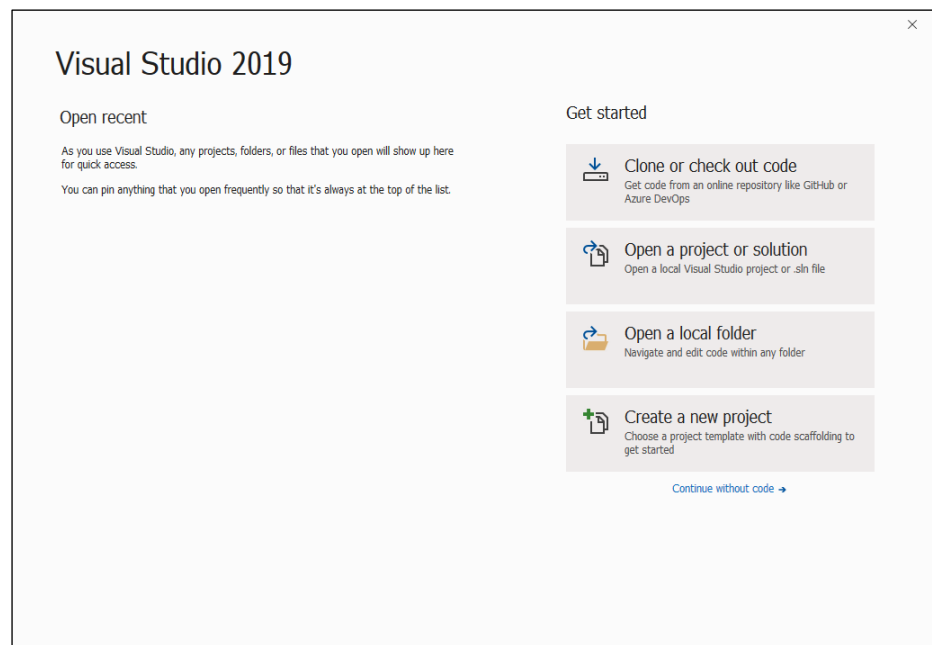 Visual Studio 2019
Open recent
As you use Visual Studio, any projects, folders, or files that you open will show up here
for quick access.
You can pin anything that you open frequently so that it's always at the top of the list.
Get started
Clone or check out code
Get code from an online repository like GitHub or
Azure DevOps
Open a project or solution
Open a local Visual Studio project or .sln file
Open a local folder
Navigate and edit code within any folder
Create a new project
Choose a project template with code scaffolding to
get started
Continue without code →